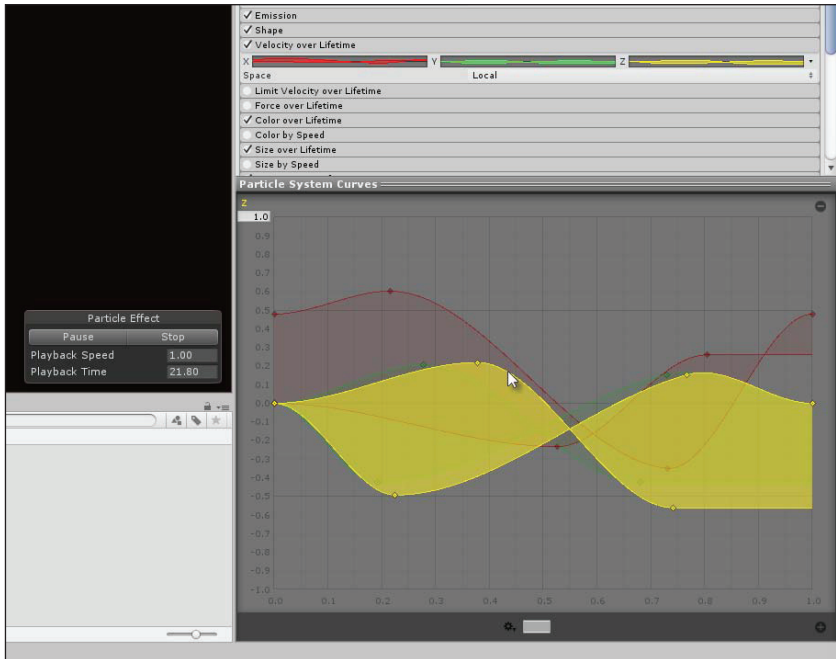 Emission
Shape
Velocity over Lifetime
X Y Z
Space Local
Limit Velocity over Lifetime
Force over Lifetime
Color over Lifetime
Color by Speed
Size over Lifetime
Size by Speed
Particle System Curves
Z
1.0
0.9
0.8
0.7
0.6
0.5
0.4
0.3
0.2
0.1
0.0
-0.1
-0.2
-0.3
-0.4
-0.5
-0.6
-0.7
-0.8
-0.9
-1.0
0.0 0.1 0.2 0.3 0.4 0.5 0.6 0.7 0.8 0.9 1.0
Particle Effect
Pause Stop
Playback Speed 1.00
Playback Time 21.80